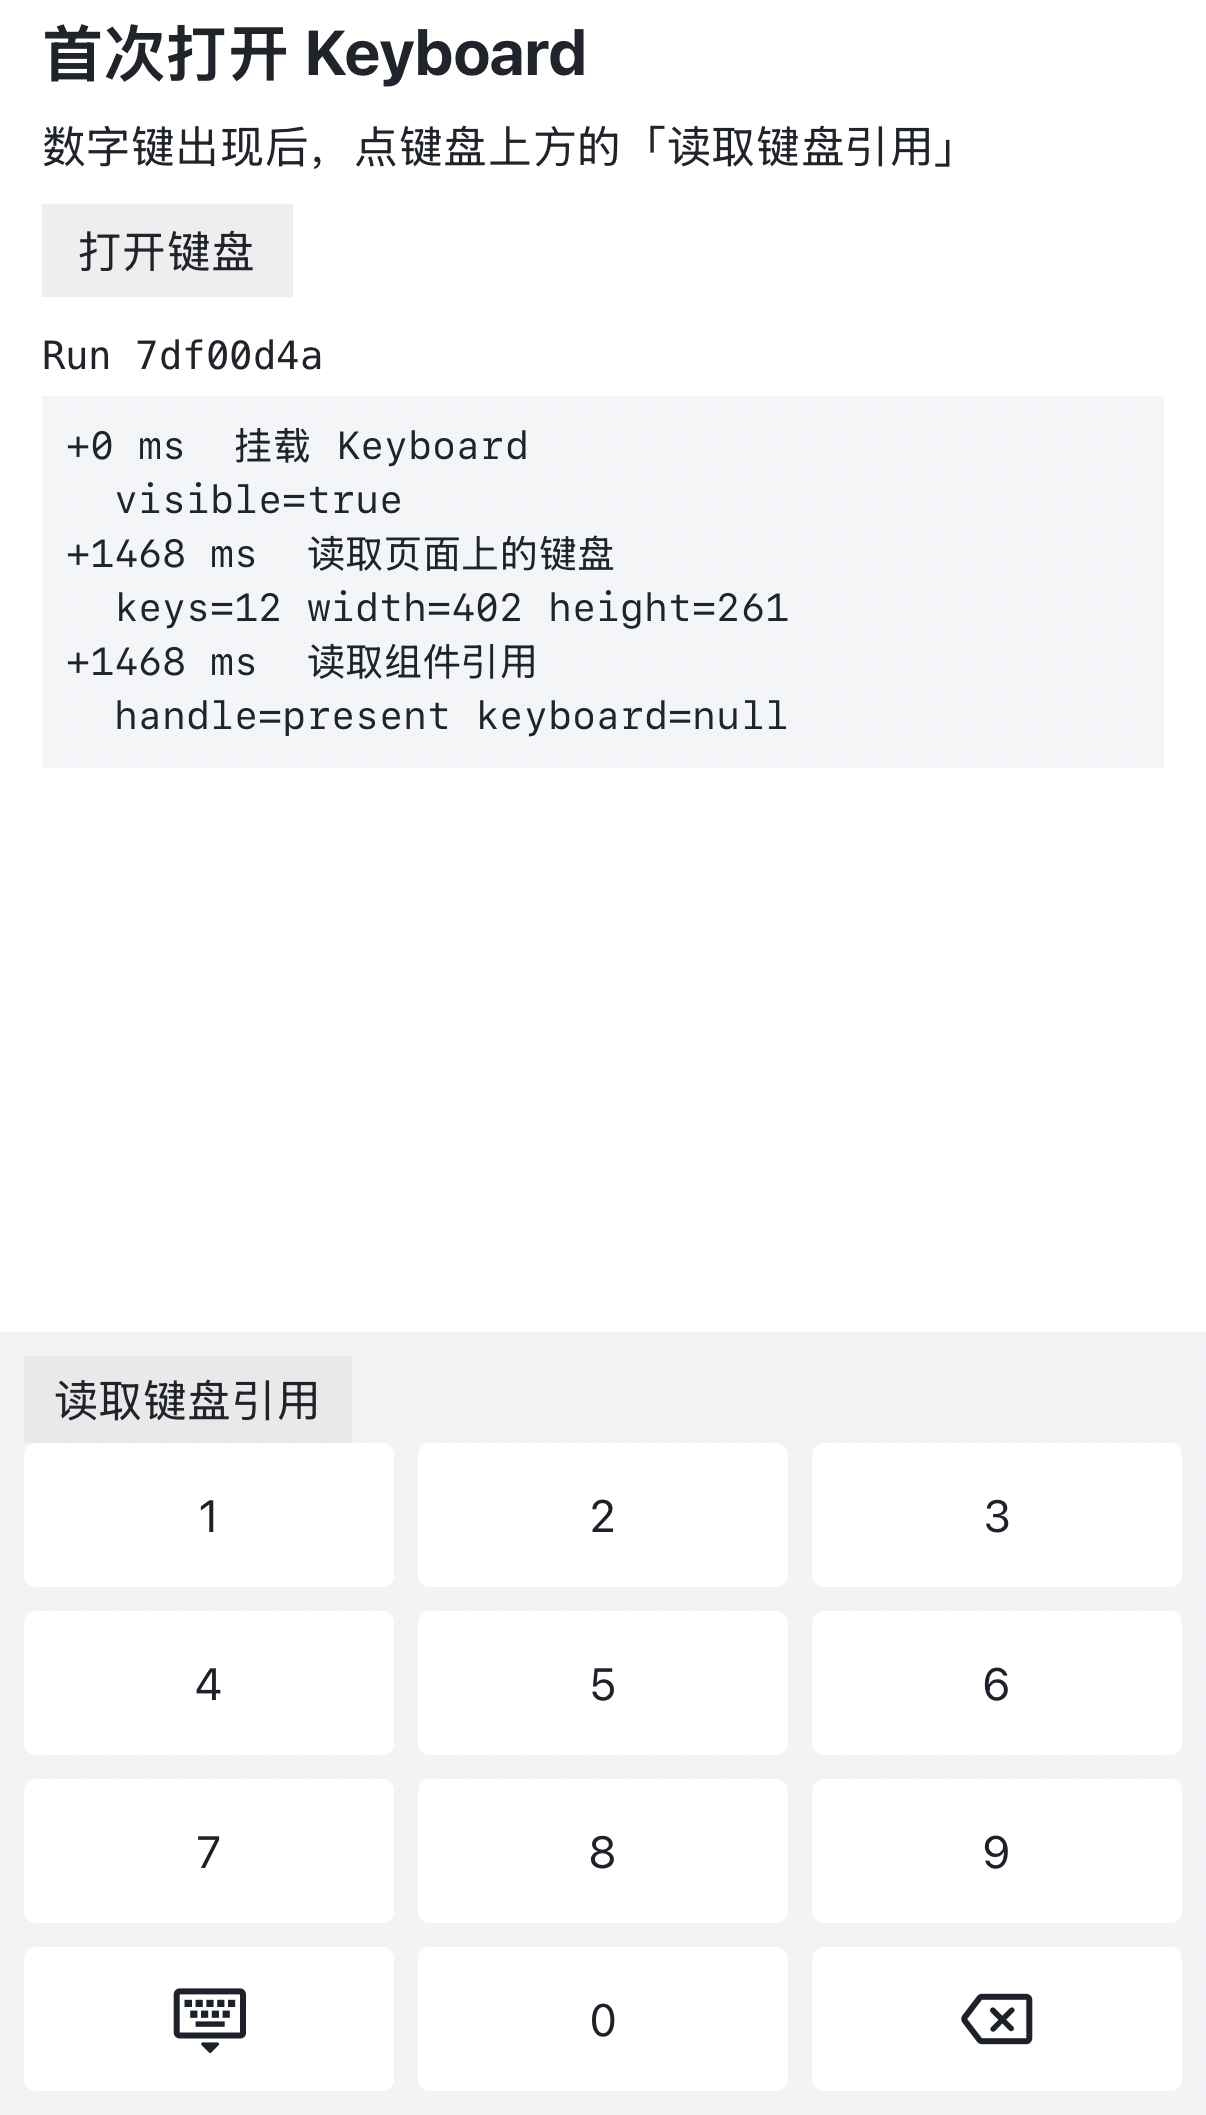 首次打开 Keyboard
数字键出现后，点键盘上方的「读取键盘引用」
打开键盘
Run 7df00d4a
+0 ms  挂载 Keyboard
  visible=true
+1468 ms  读取页面上的键盘
  keys=12 width=402 height=261
+1468 ms  读取组件引用
  handle=present keyboard=null
读取键盘引用
1 2 3
4 5 6
7 8 9
0